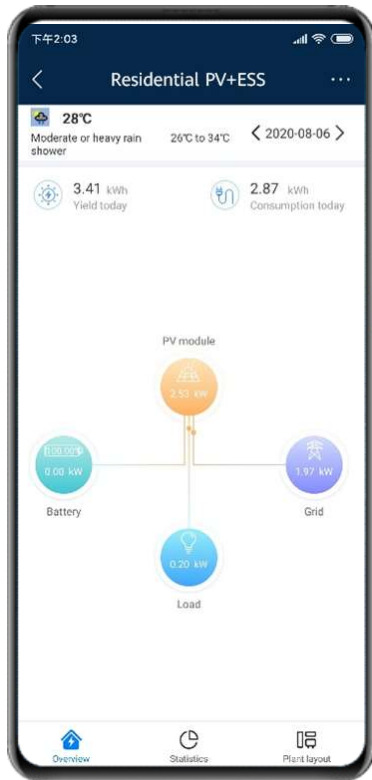 下午2:03
Residential PV+ESS
28℃
Moderate or heavy rain
shower
26℃ to 34℃
2020-08-06
3.41 kWh
Yield today
2.87 kWh
Consumption today
PV module
2.53 kW
100.00%
0.00 kW
Battery
1.97 kW
Grid
0.20 kW
Load
Overview
Statistics
Plant layout